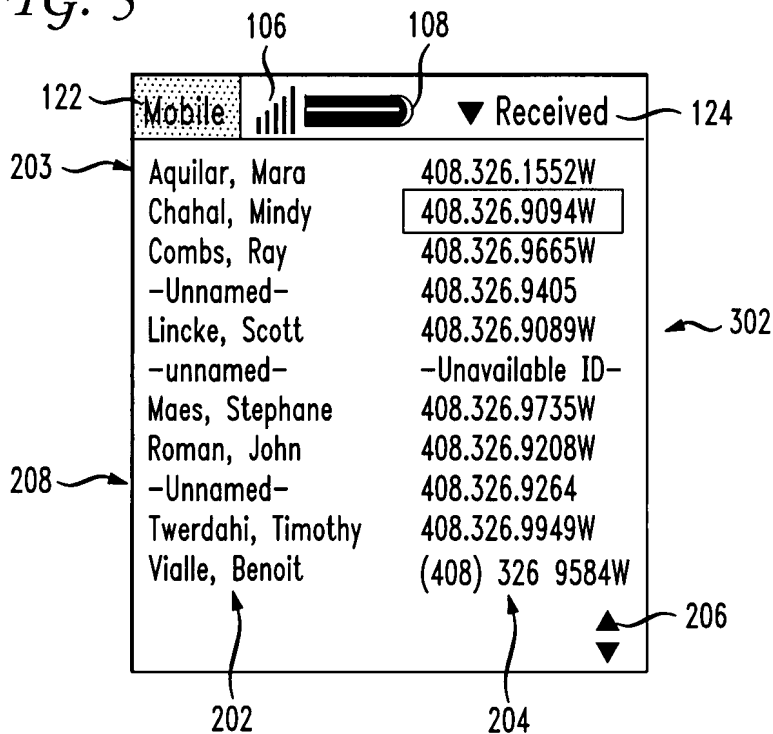 106 108
122 Mobile ▼ Received 124
203 Aquilar, Mara 408.326.1552W
Chahal, Mindy 408.326.9094W
Combs, Ray 408.326.9665W
-Unnamed- 408.326.9405
Lincke, Scott 408.326.9089W 302
-unnamed- -Unavailable ID-
Maes, Stephane 408.326.9735W
Roman, John 408.326.9208W
208 -Unnamed- 408.326.9264
Twerdahi, Timothy 408.326.9949W
Vialle, Benoit (408) 326 9584W
206
202 204